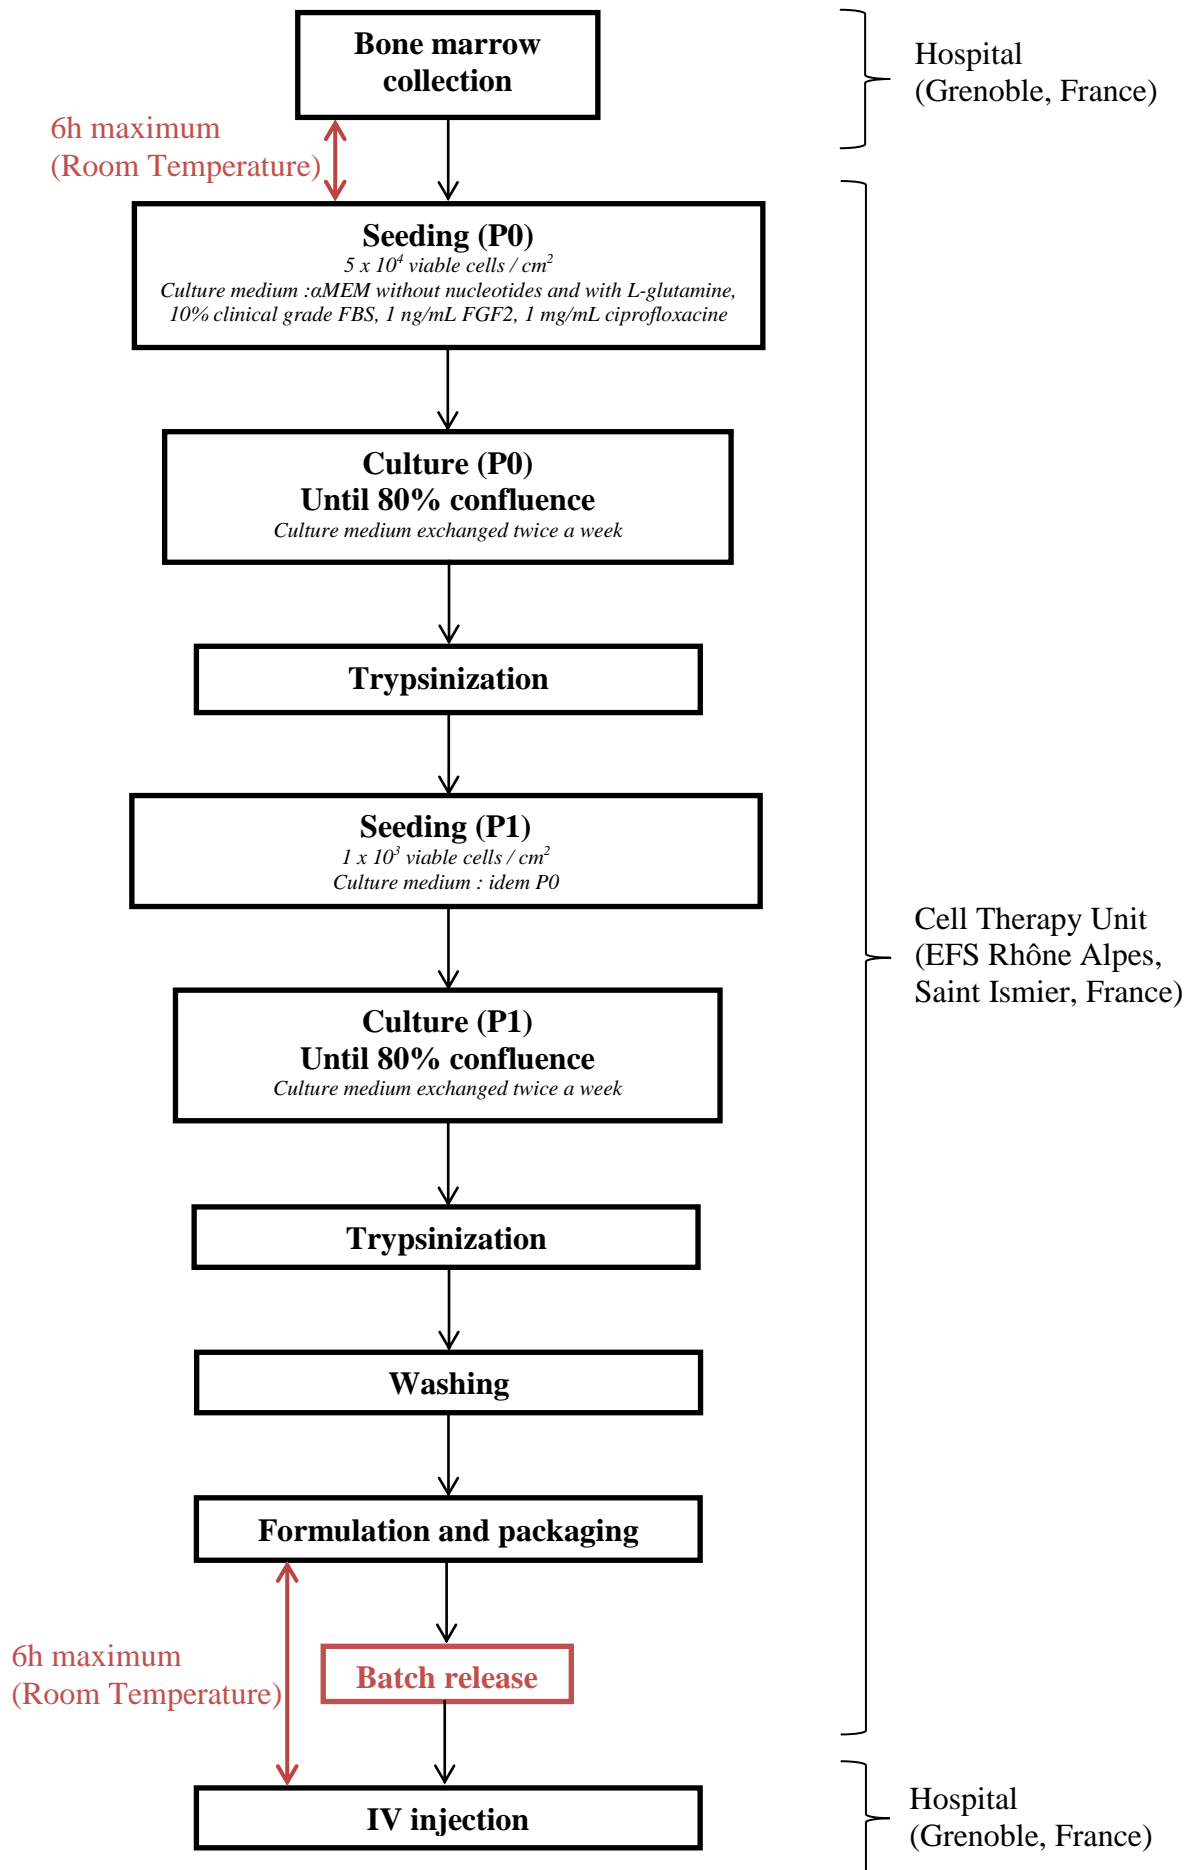 Bone marrow
collection
Hospital
(Grenoble, France)
6h maximum
(Room Temperature)
Seeding (P0)
5 x 10⁴ viable cells / cm²
Culture medium :αMEM without nucleotides and with L-glutamine,
10% clinical grade FBS, 1 ng/mL FGF2, 1 mg/mL ciprofloxacine
Culture (P0)
Until 80% confluence
Culture medium exchanged twice a week
Trypsinization
Seeding (P1)
1 x 10³ viable cells / cm²
Culture medium : idem P0
Cell Therapy Unit
(EFS Rhône Alpes,
Saint Ismier, France)
Culture (P1)
Until 80% confluence
Culture medium exchanged twice a week
Trypsinization
Washing
Formulation and packaging
6h maximum
(Room Temperature)
Batch release
IV injection
Hospital
(Grenoble, France)